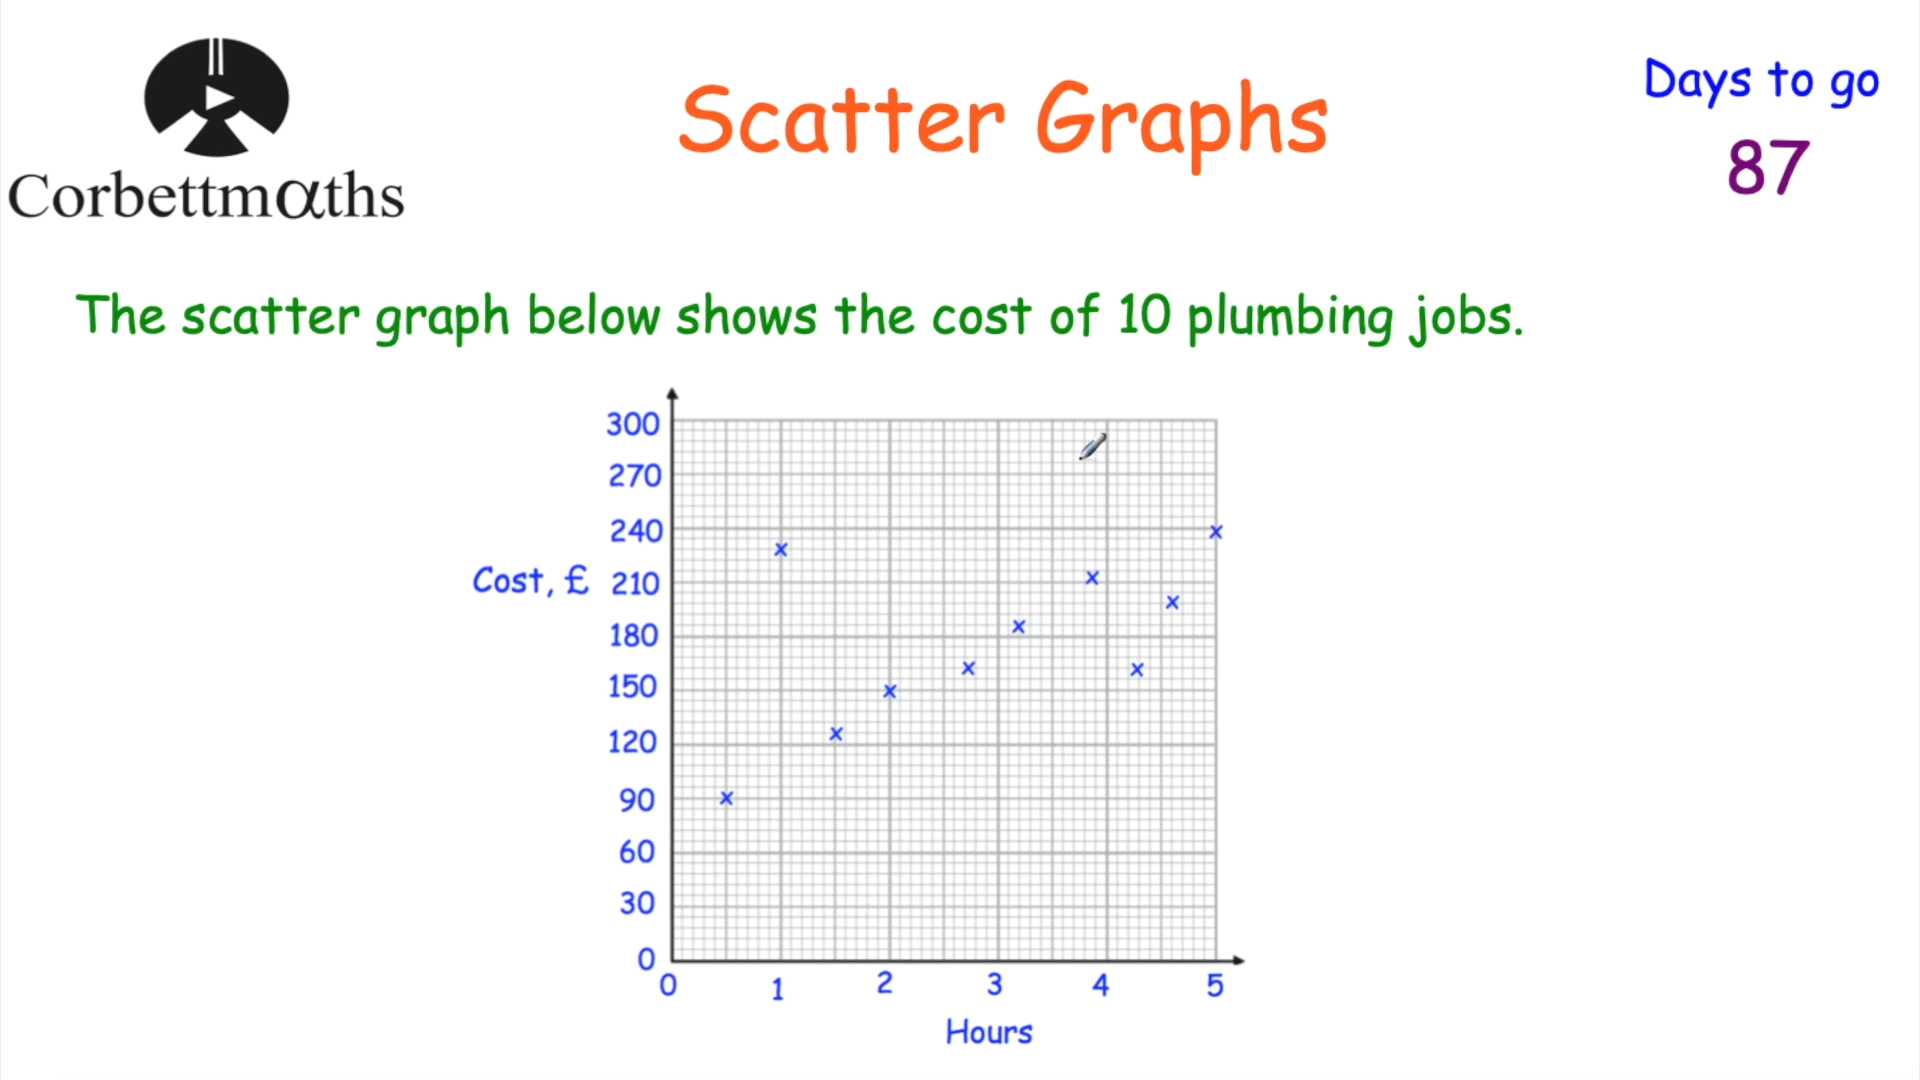 Corbettmαths
Scatter Graphs
Days to go
87
The scatter graph below shows the cost of 10 plumbing jobs.
300
270
240
Cost, £ 210
180
150
120
90
60
30
0
0 1 2 3 4 5
Hours